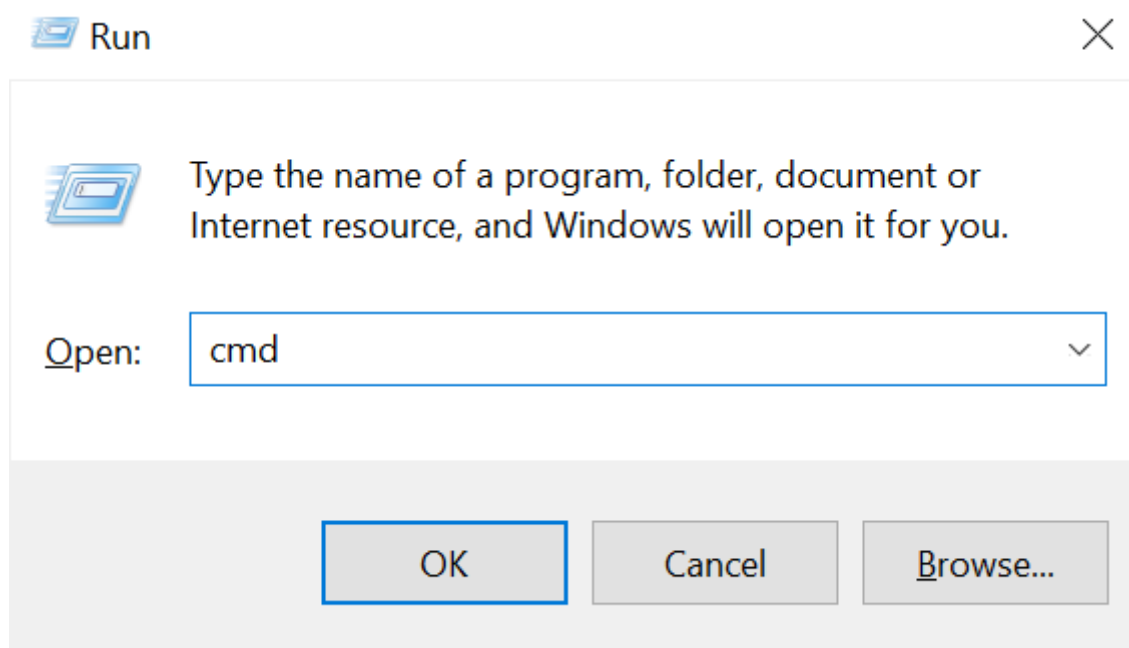 Run
Type the name of a program, folder, document or
Internet resource, and Windows will open it for you.
Open: cmd
OK Cancel Browse...